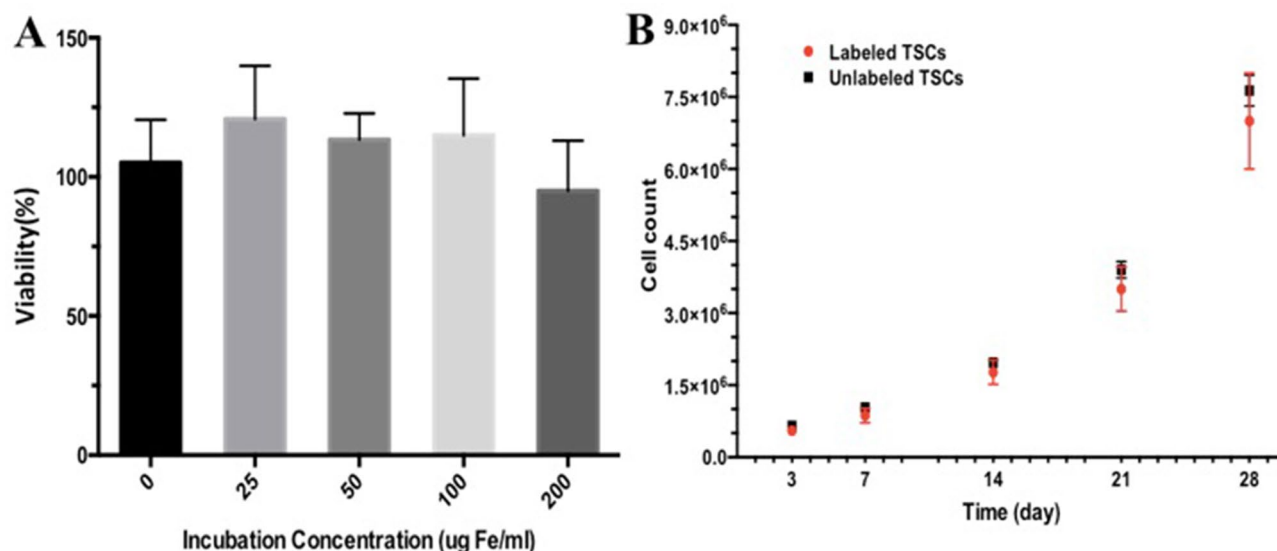 A
150
100
50
0
Viability(%)
0
25
50
100
200
Incubation Concentration (ug Fe/ml)
B
9.0×10⁶
7.5×10⁶
6.0×10⁶
4.5×10⁶
3.0×10⁶
1.5×10⁶
0.0
Cell count
Labeled TSCs
Unlabeled TSCs
3
7
14
21
28
Time (day)